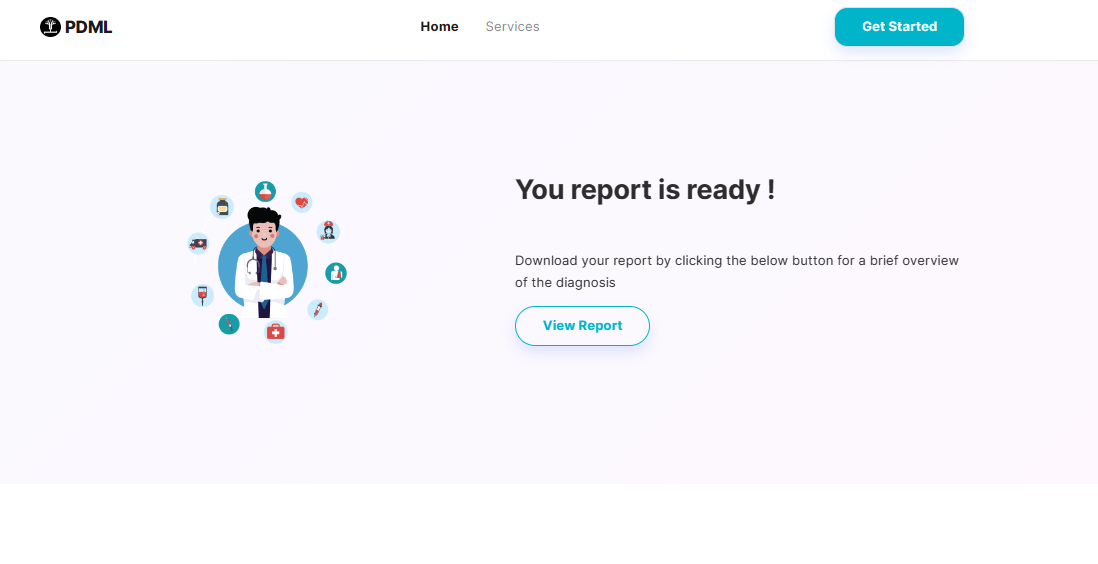 PDML
Home
Services
Get Started
You report is ready !
Download your report by clicking the below button for a brief overview
of the diagnosis
View Report